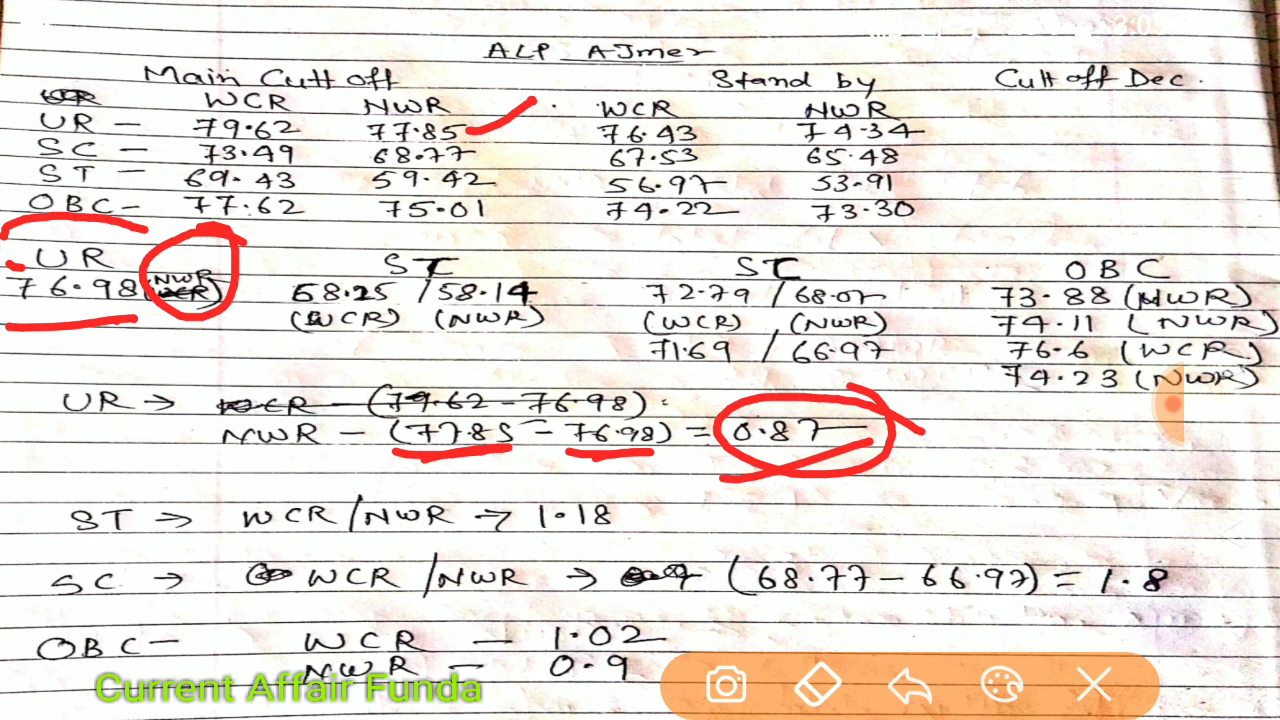 ALP AJmer
Main Cutt off Stand by Cutt off Dec.
WCR NWR WCR NWR
UR - 79.62 77.85 76.43 74.34
SC - 73.49 68.77 67.53 65.48
ST - 69.43 59.42 56.97 53.91
OBC- 77.62 75.01 74.22 73.30
UR ST SC OBC
76.98 (NWR) 58.25 / 58.14 72.79 / 68.07 73.88 (NWR)
(WCR) (NWR) (WCR) (NWR) 74.11 (NWR)
71.69 / 66.97 76.6 (WCR)
74.23 (NWR)
UR → WCR - (79.62 - 76.98)
NWR - (77.85 - 76.98) = 0.87
ST → WCR/NWR → 1.18
SC → WCR/NWR → (68.77 - 66.97) = 1.8
OBC - WCR - 1.02
NWR - 0.9
Current Affair Funda